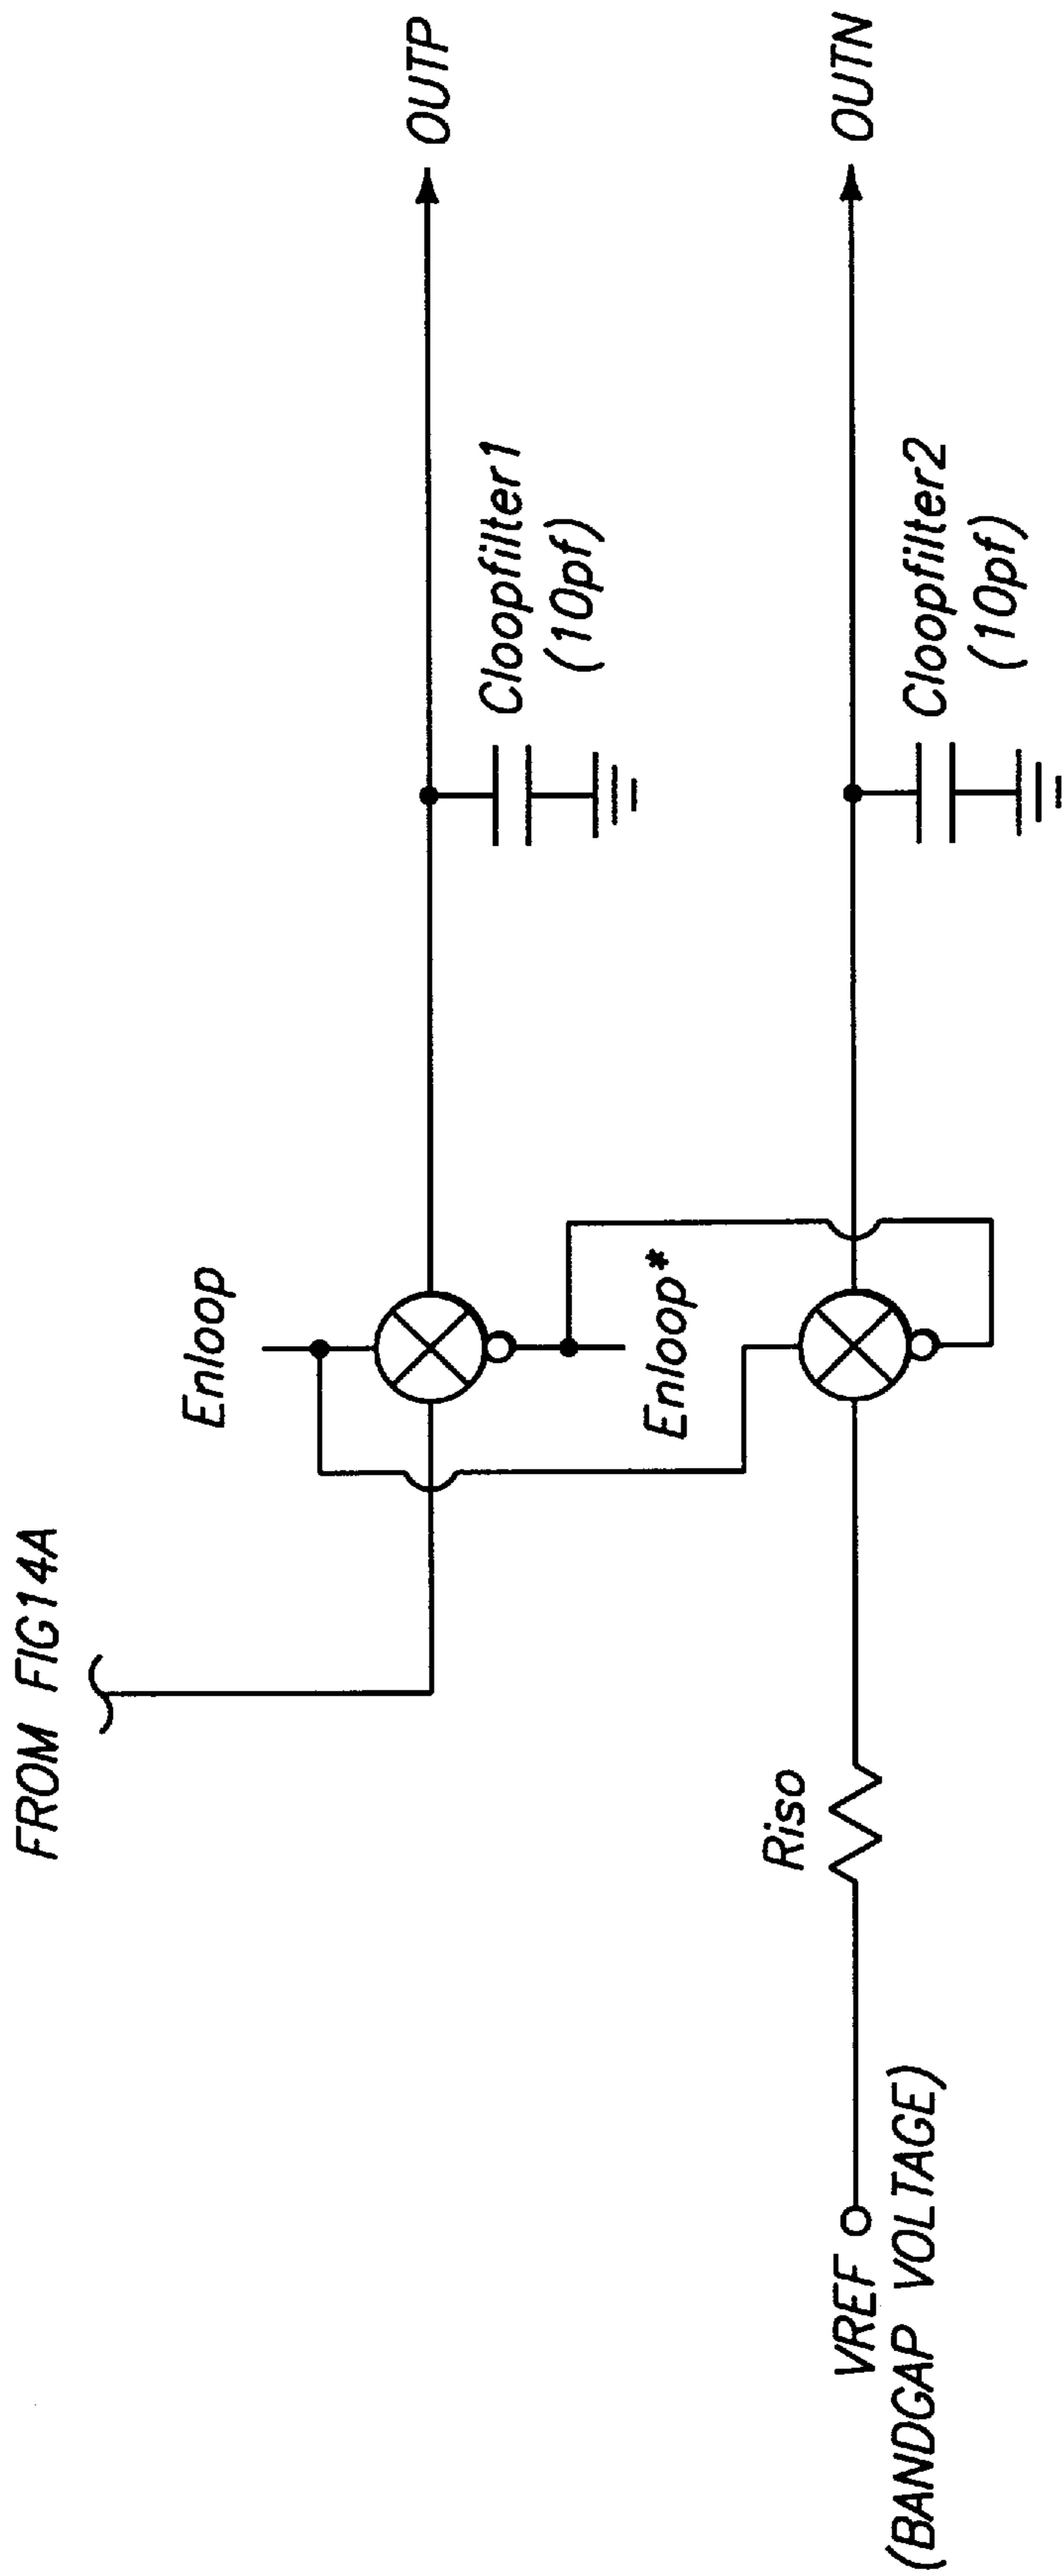 FROM FIG14A
Enloop
OUTP
Cloopfilter1
(10pf)
Enloop*
Riso
VREF
(BANDGAP VOLTAGE)
OUTN
Cloopfilter2
(10pf)